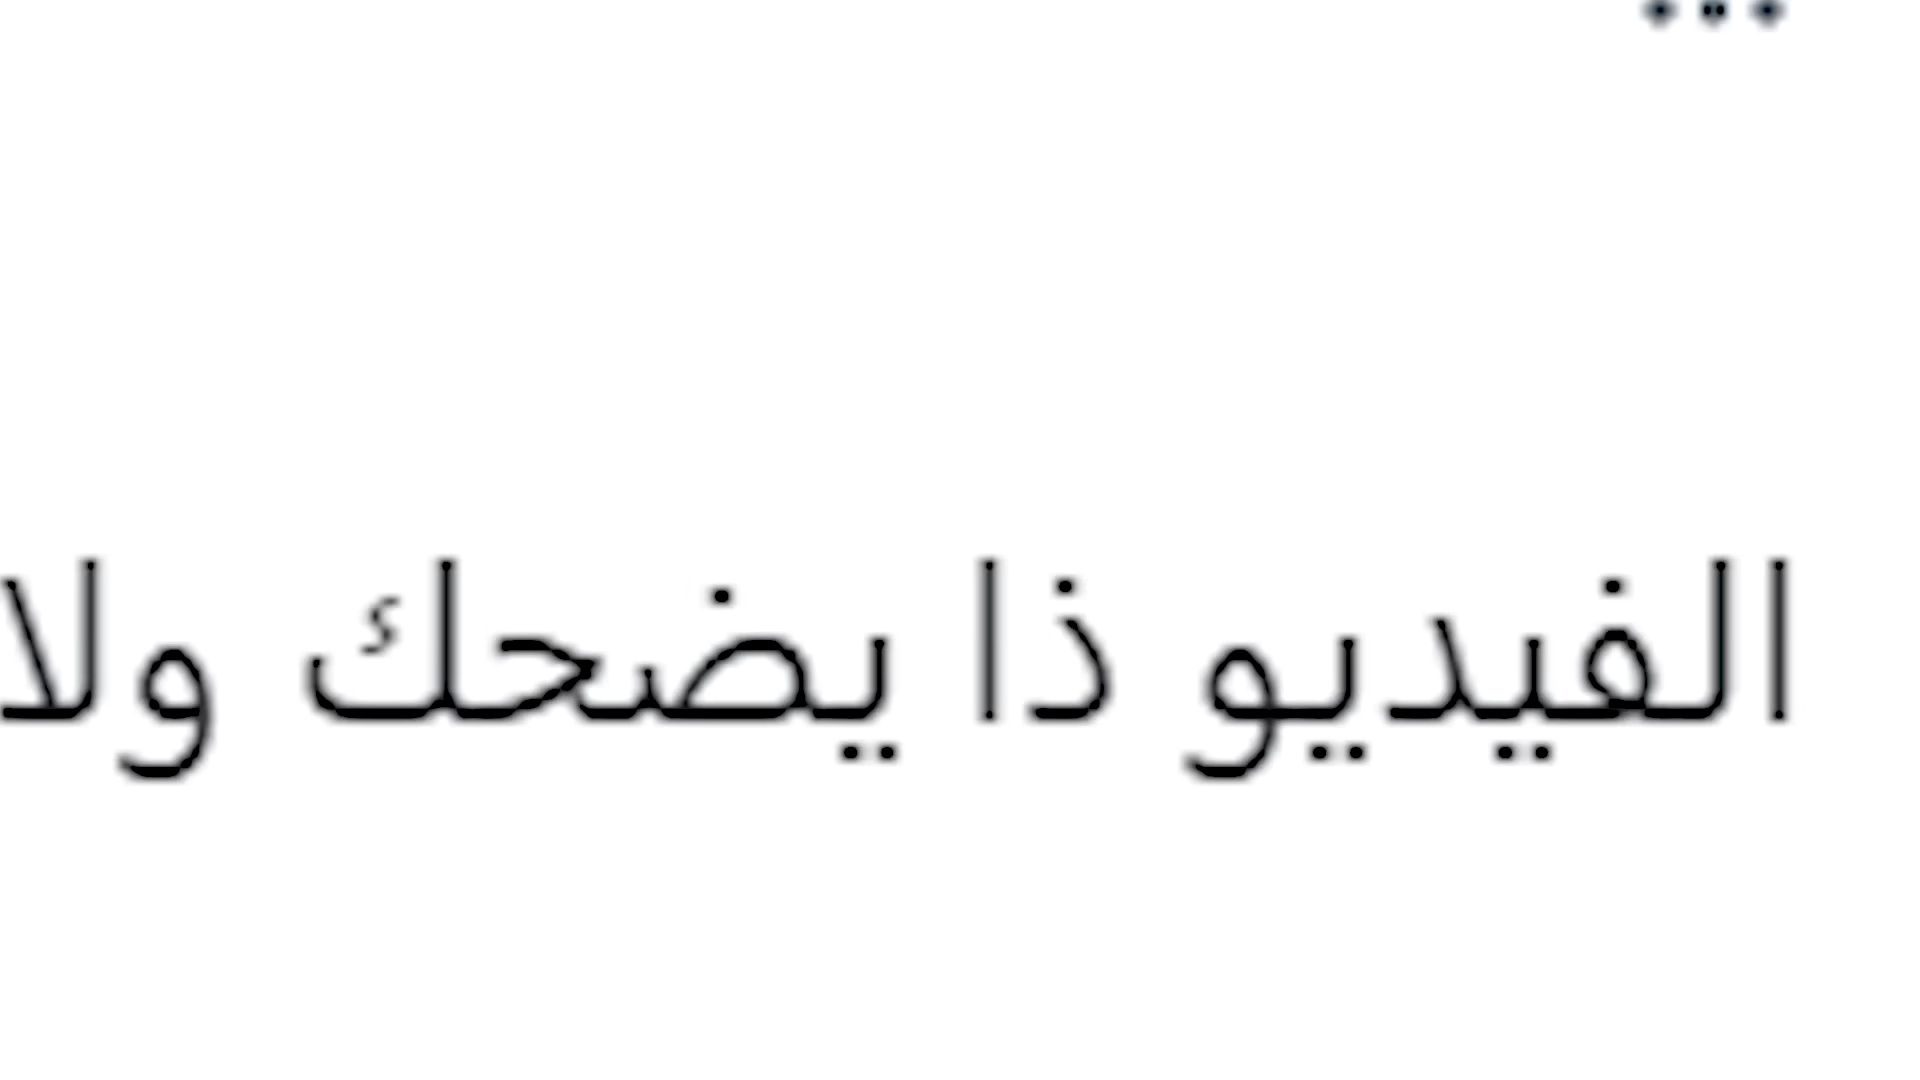 الفيديو ذا يضحك ولا